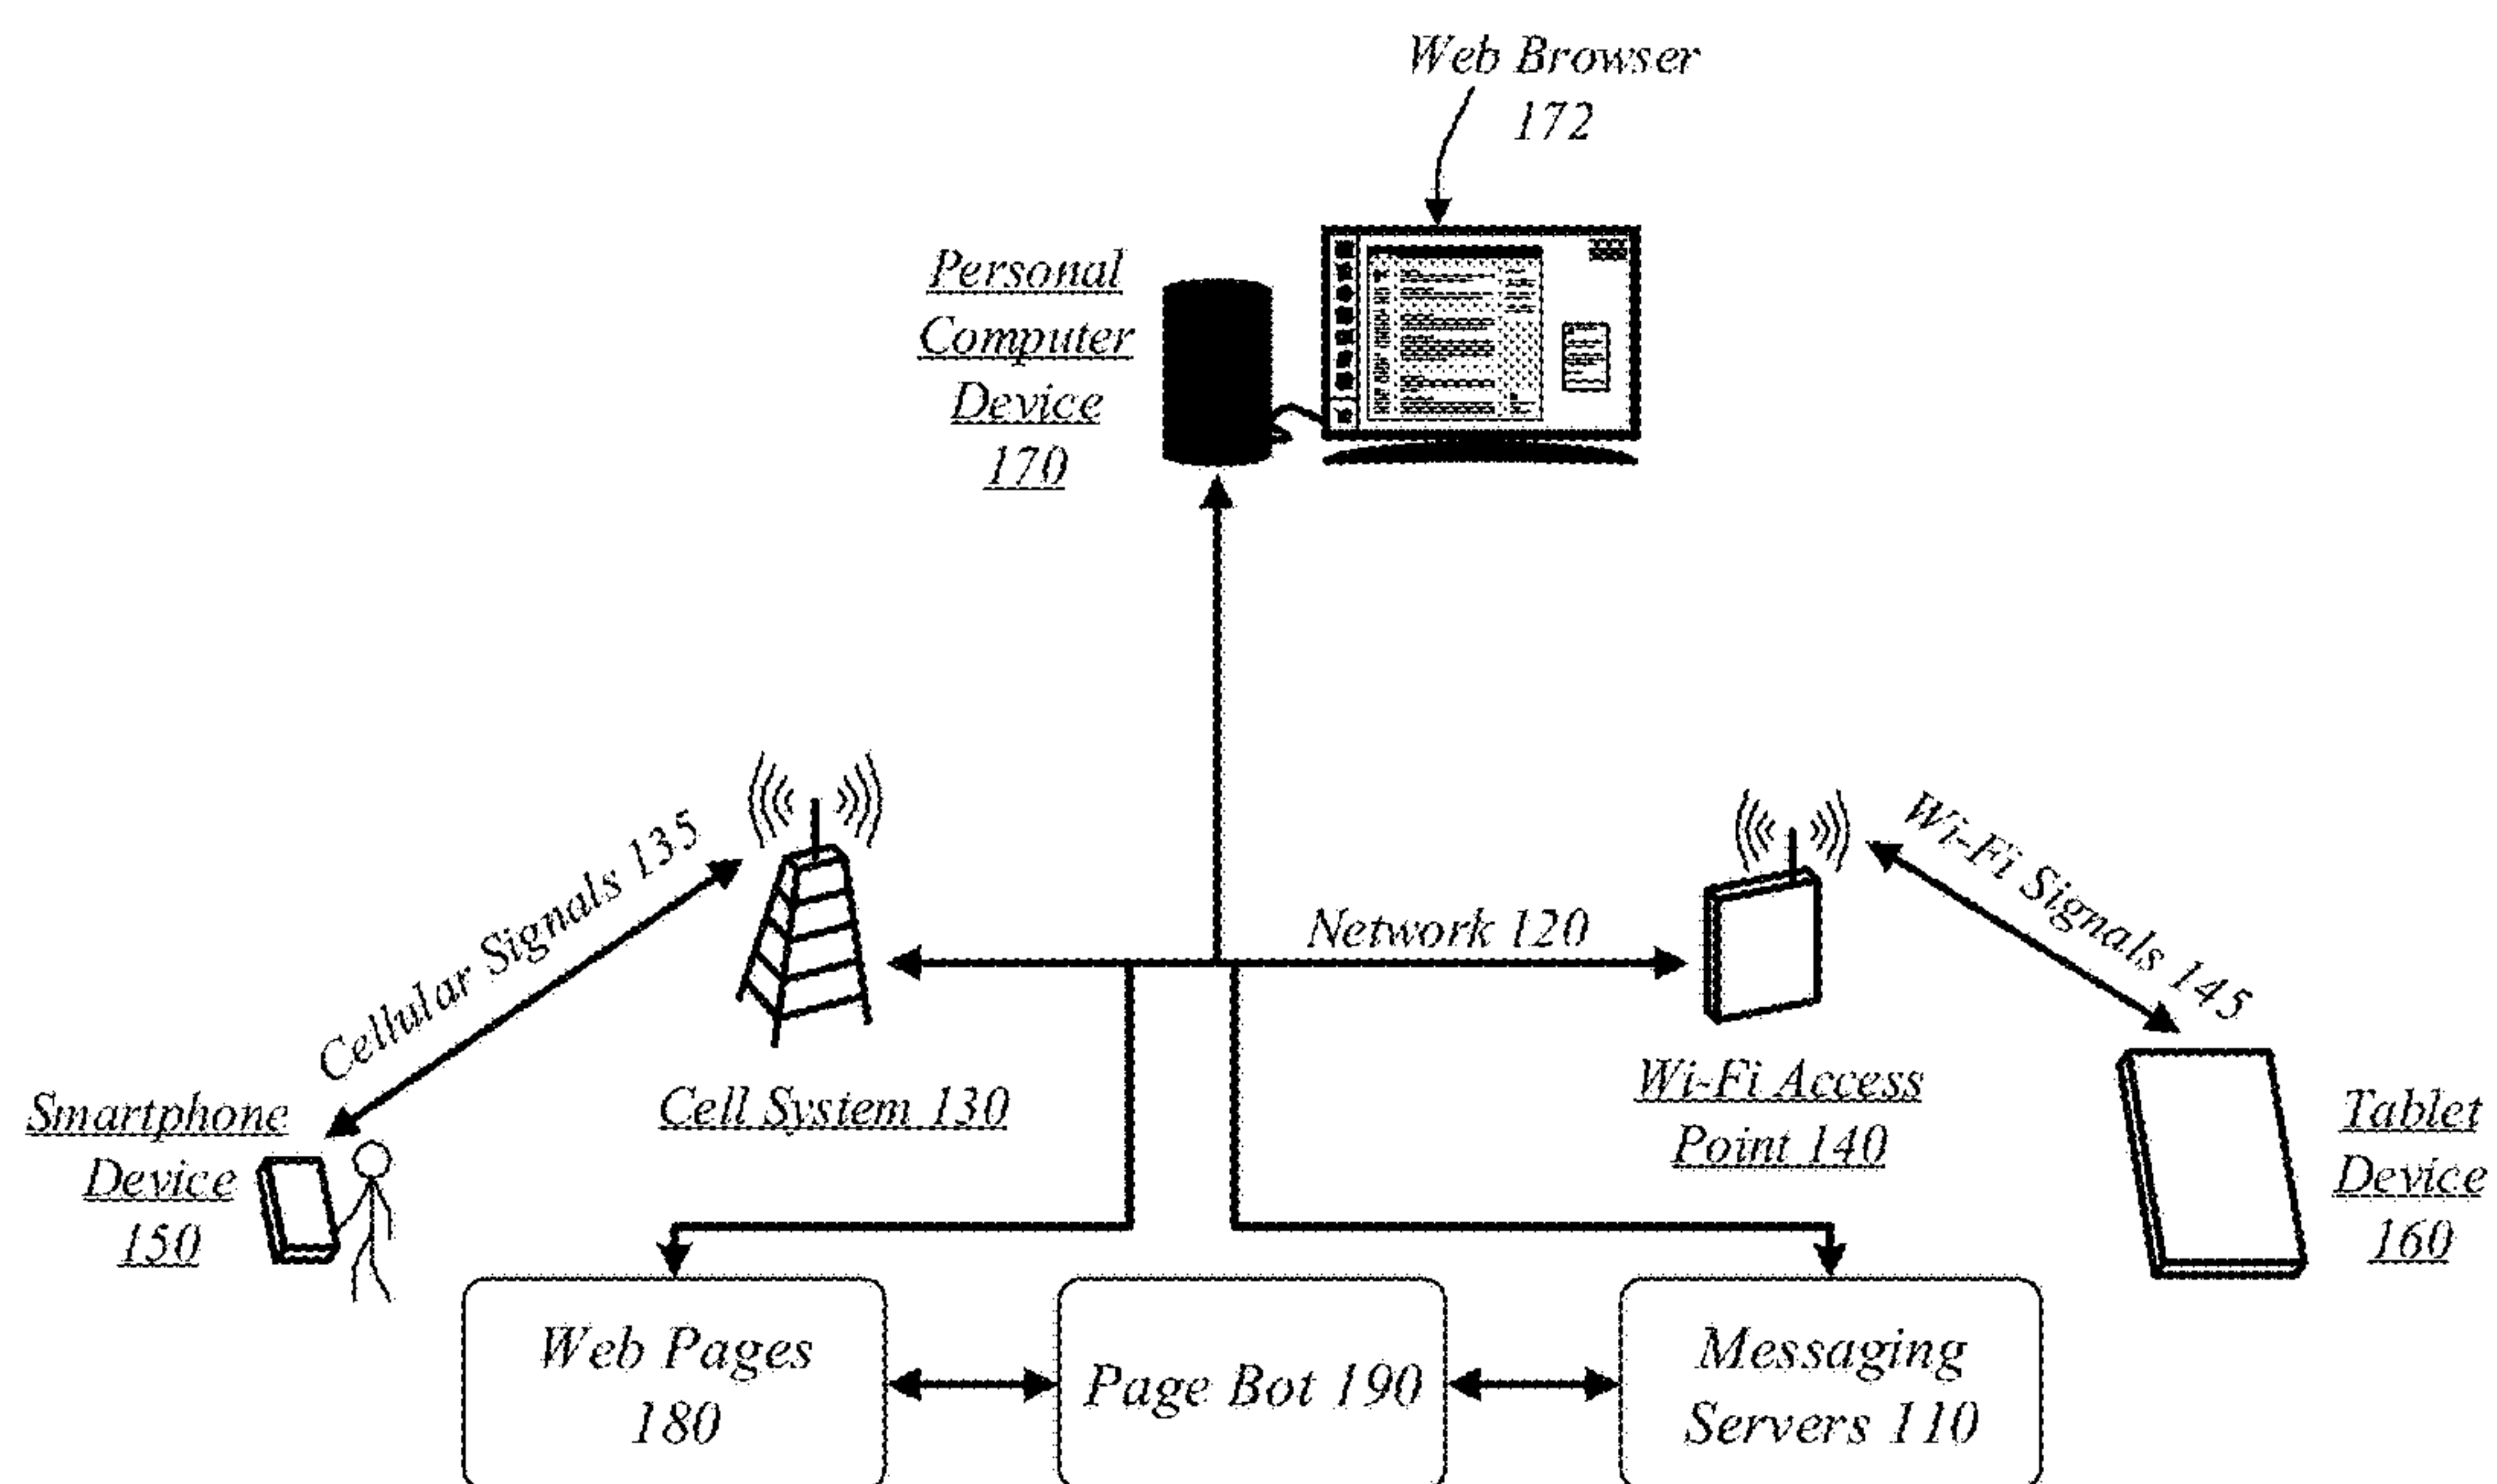 Web Browser
172
Personal
Computer
Device
170
Cellular Signals 135
Wi-Fi Signals 145
Network 120
Smartphone
Device
150
Cell System 130
Wi-Fi Access
Point 140
Tablet
Device
160
Web Pages
180
Page Bot 190
Messaging
Servers 110